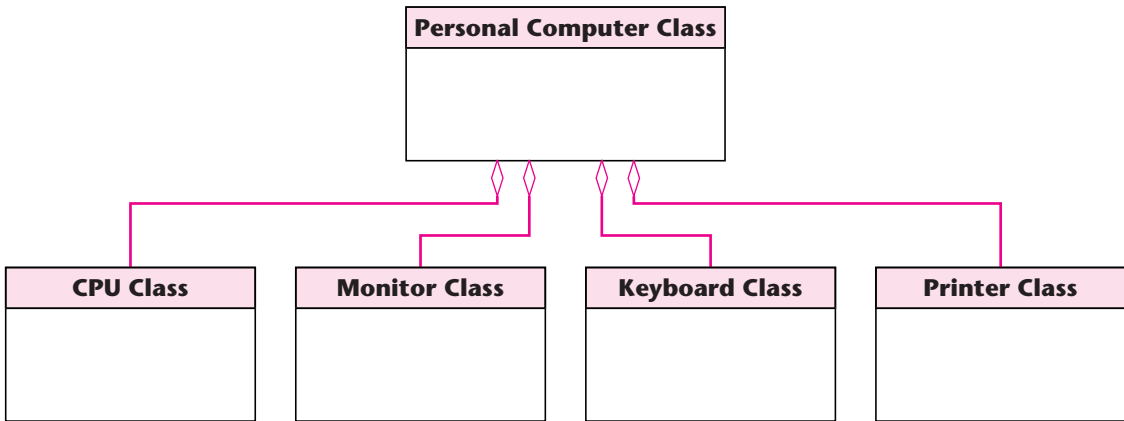 Personal Computer Class
CPU Class
Monitor Class
Keyboard Class
Printer Class